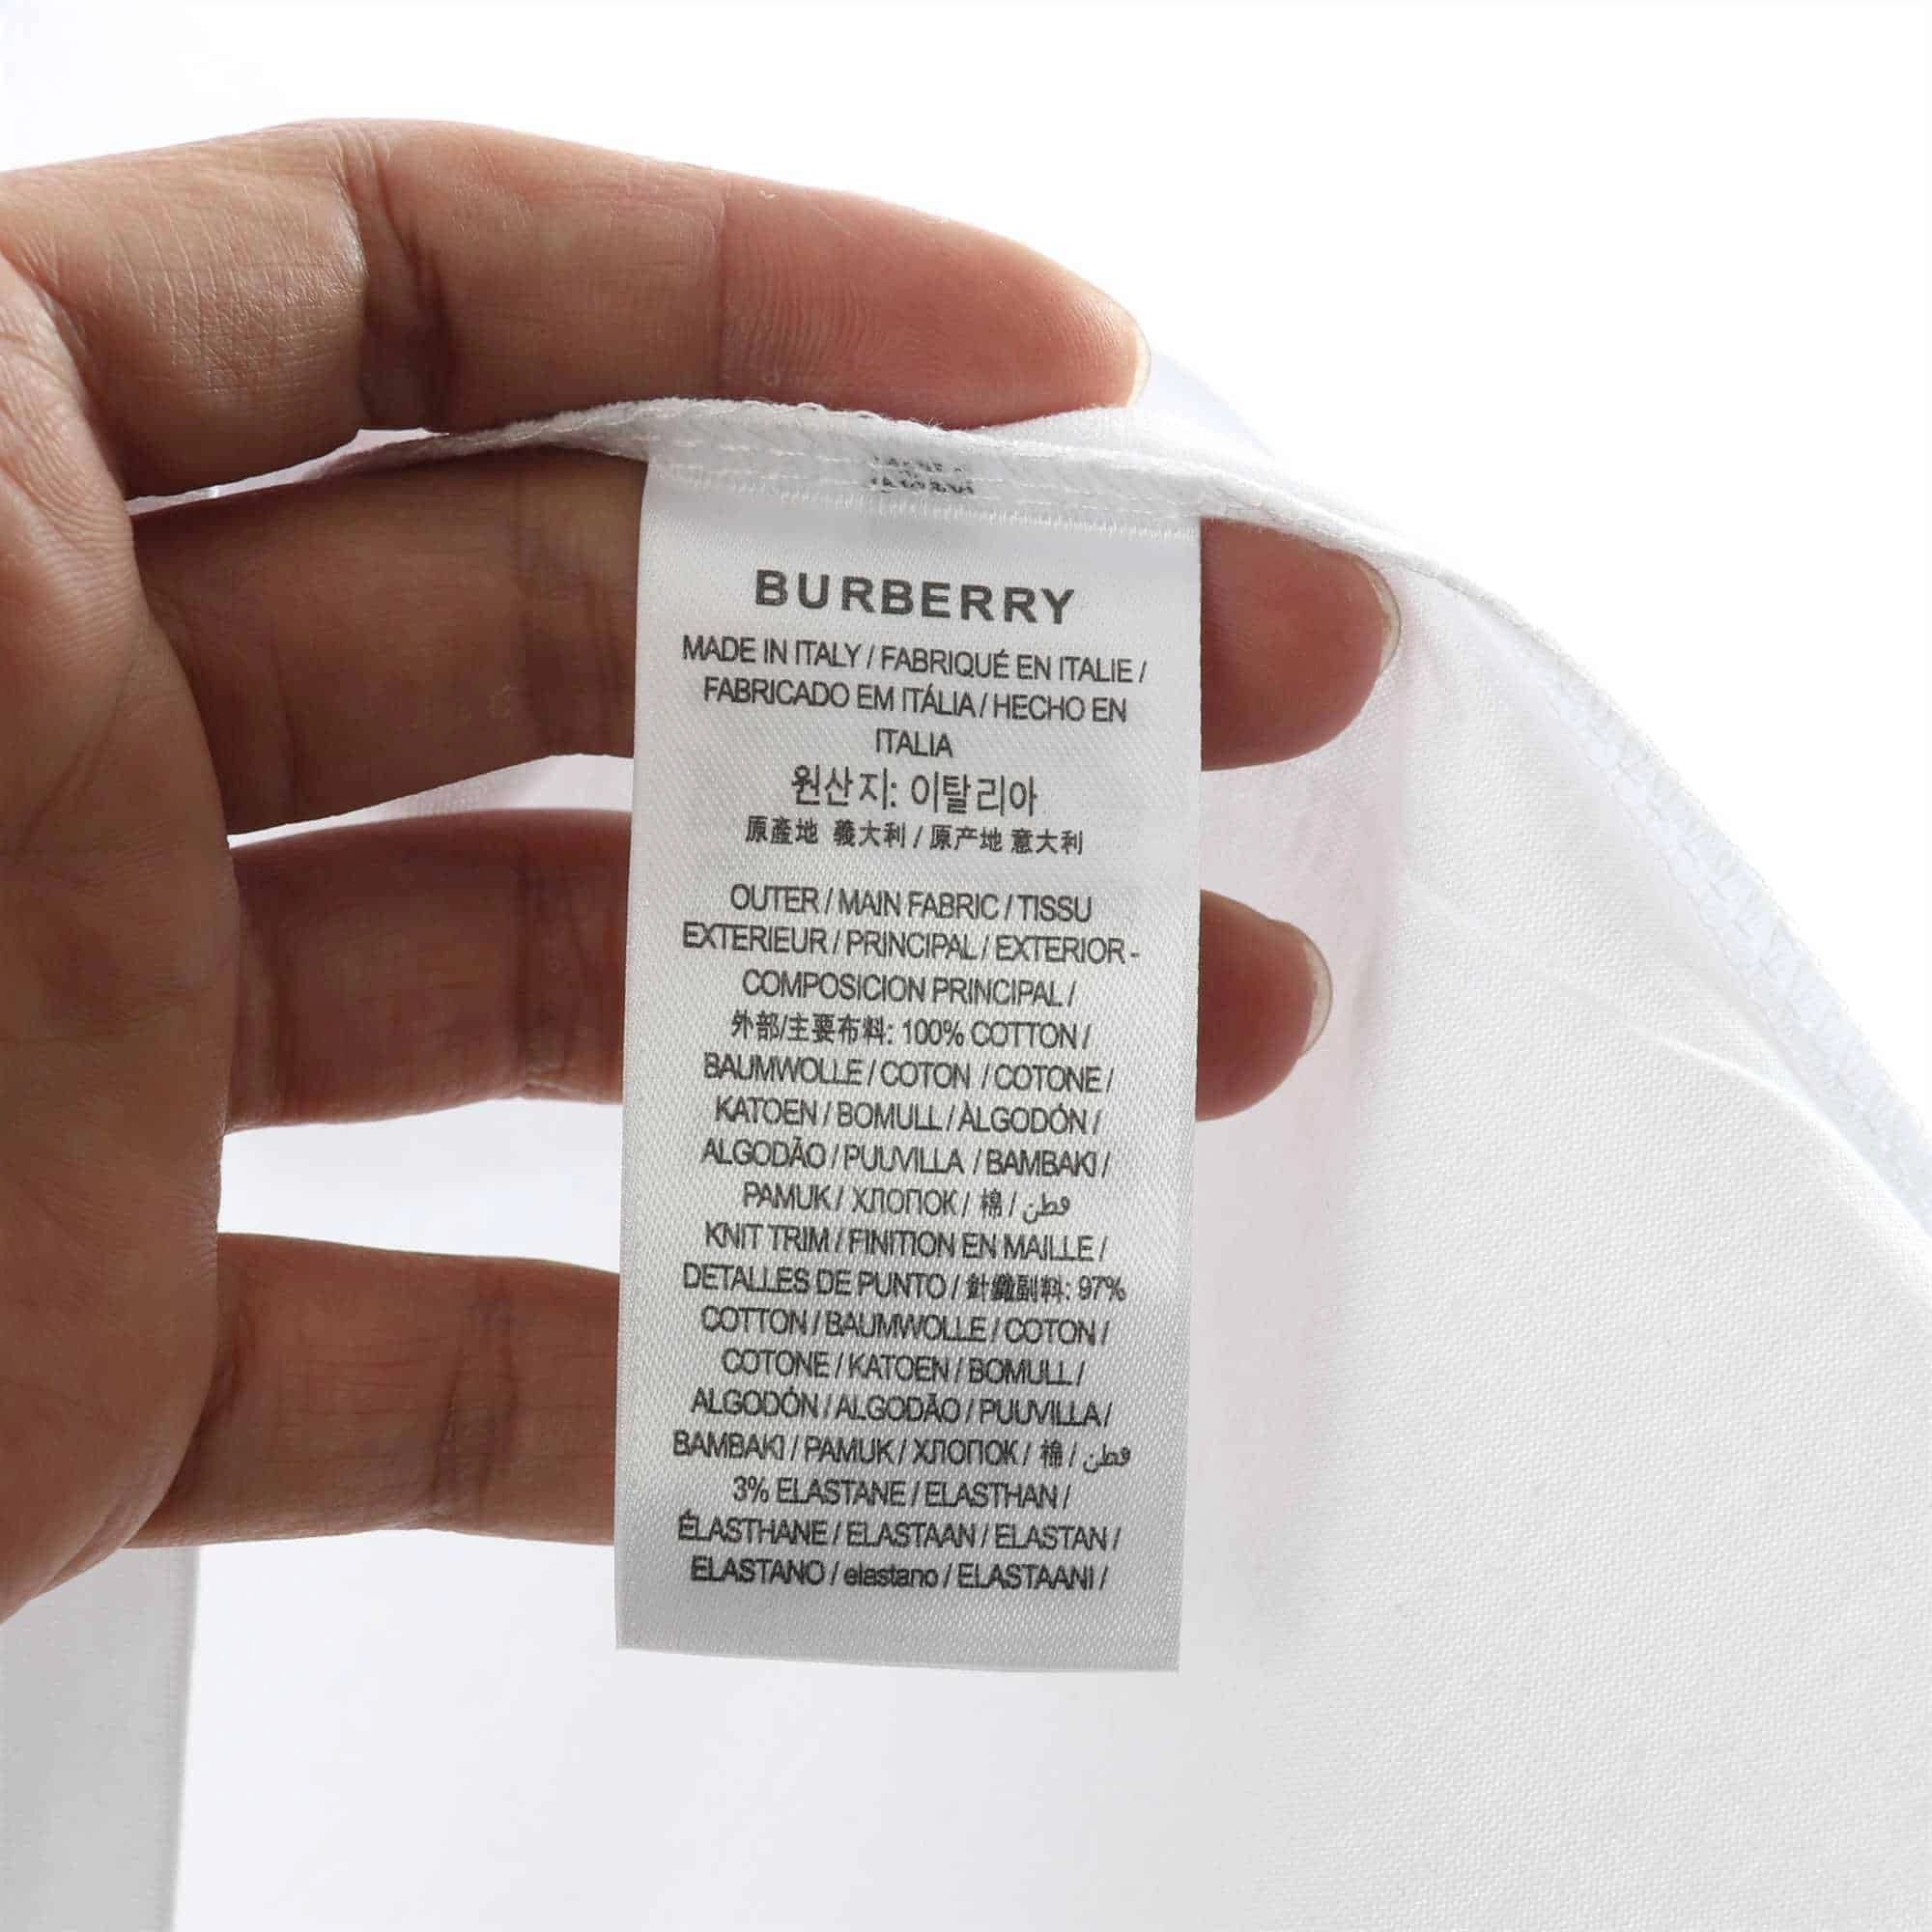 BURBERRY
MADE IN ITALY / FABRIQUÉ EN ITALIE /
FABRICADO EM ITÁLIA / HECHO EN
ITALIA
원산지: 이탈리아
原產地 義大利 / 原产地 意大利
OUTER / MAIN FABRIC / TISSU
EXTERIEUR / PRINCIPAL / EXTERIOR -
COMPOSICION PRINCIPAL /
外部/主要布料: 100% COTTON /
BAUMWOLLE / COTON / COTONE /
KATOEN / BOMULL / ÀLGODÓN /
ALGODÃO / PUUVILLA / BAMBAKI /
PAMUK / ХЛОПОК / 棉 / قطن
KNIT TRIM / FINITION EN MAILLE /
DETALLES DE PUNTO / 針織副料: 97%
COTTON / BAUMWOLLE / COTON /
COTONE / KATOEN / BOMULL /
ALGODÓN / ALGODÃO / PUUVILLA /
BAMBAKI / PAMUK / ХЛОПОК / 棉 / قطن
3% ELASTANE / ELASTHAN /
ÉLASTHANE / ELASTAAN / ELASTAN /
ELASTANO / elastano / ELASTAANI /